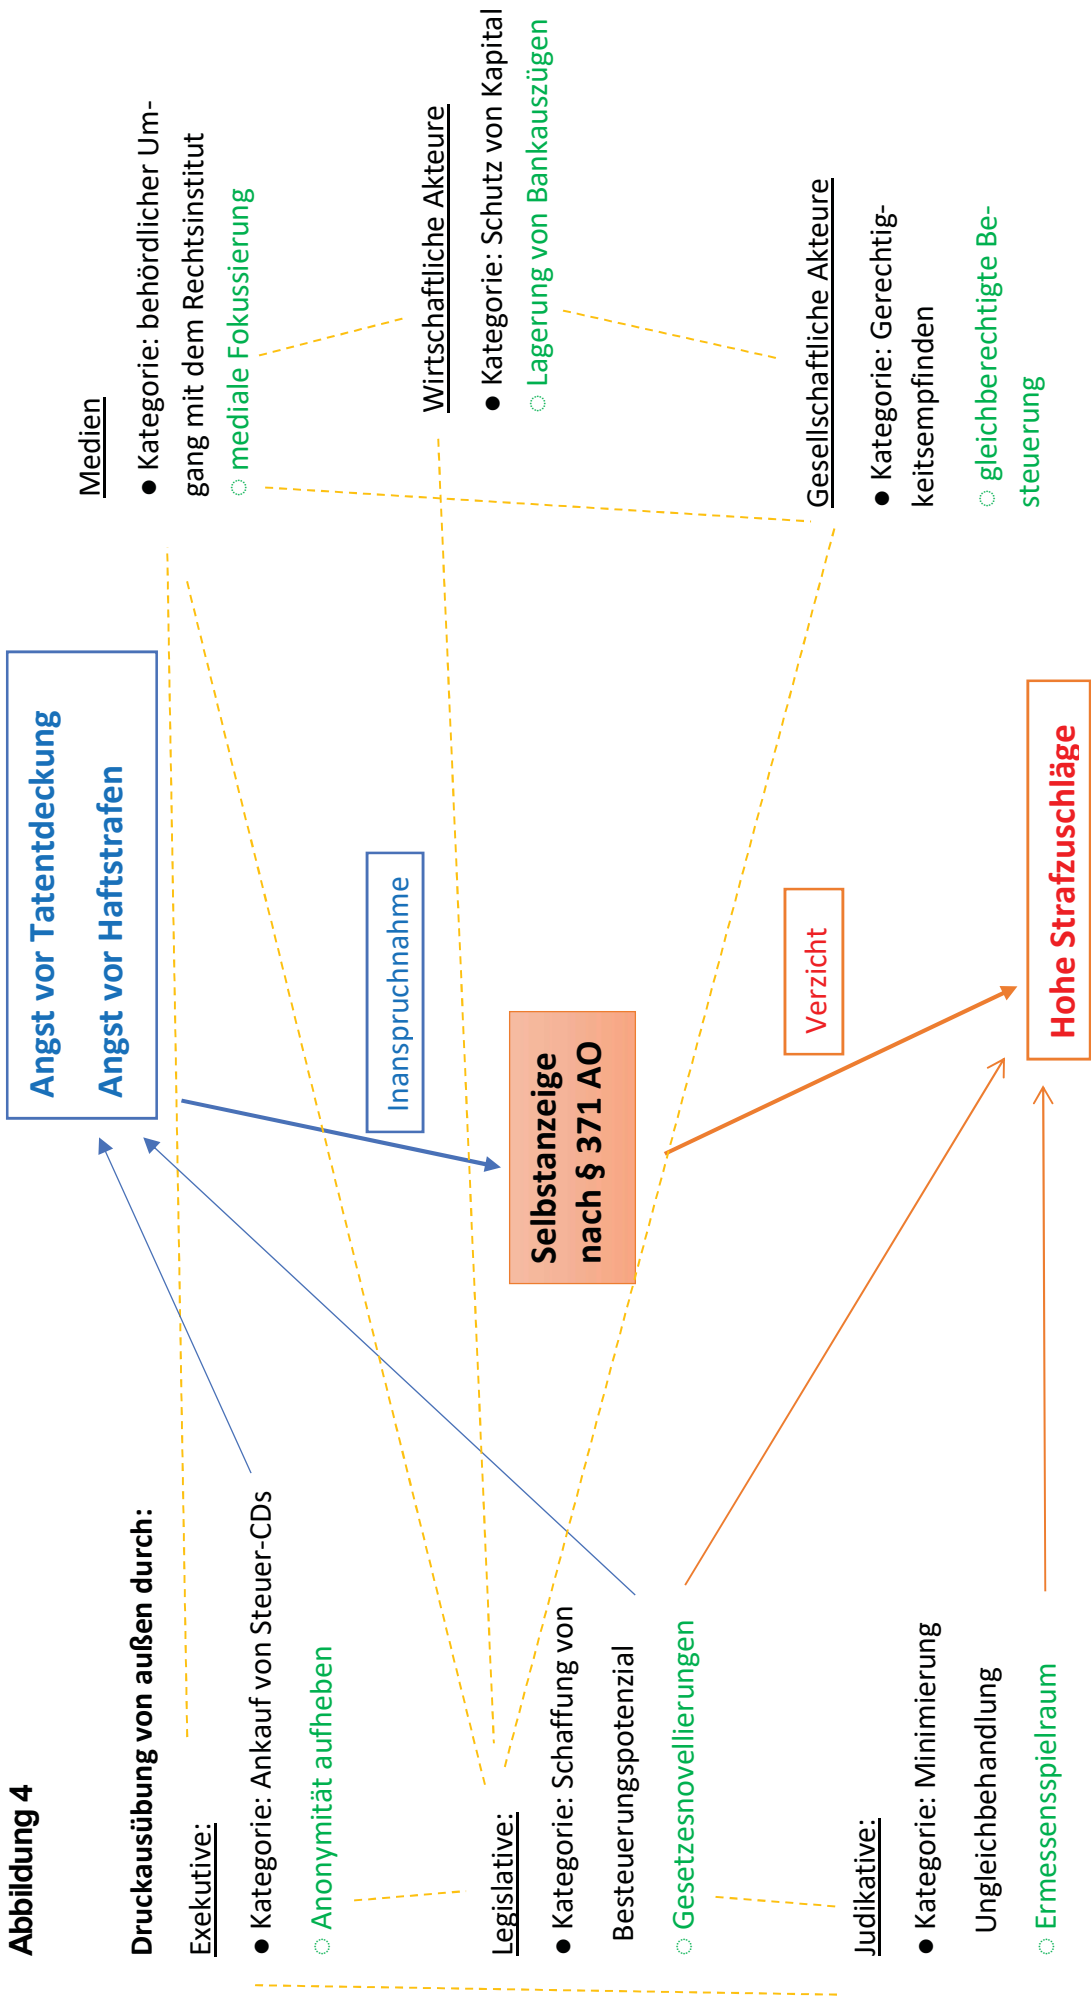 Abbildung 4
Druckausübung von außen durch:
Exekutive:
● Kategorie: Ankauf von Steuer-CDs
○ Anonymität aufheben
Legislative:
● Kategorie: Schaffung von
Besteuerungspotenzial
○ Gesetzesnovellierungen
Judikative:
● Kategorie: Minimierung
Ungleichbehandlung
○ Ermessensspielraum
Angst vor Tatentdeckung
Angst vor Haftstrafen
Inanspruchnahme
Selbstanzeige
nach § 371 AO
Verzicht
Hohe Strafzuschläge
Medien
● Kategorie: behördlicher Um-
gang mit dem Rechtsinstitut
○ mediale Fokussierung
Wirtschaftliche Akteure
● Kategorie: Schutz von Kapital
○ Lagerung von Bankauszügen
Gesellschaftliche Akteure
● Kategorie: Gerechtig-
keitsempfinden
○ gleichberechtigte Be-
steuerung